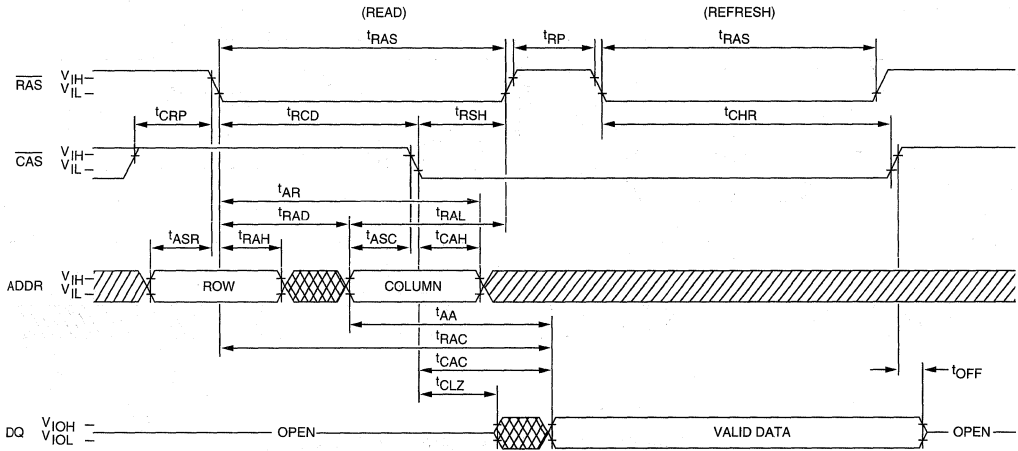 (READ) (REFRESH)
tRAS tRP tRAS
RAS VIH
VIL
tCRP tRCD tRSH tCHR
CAS VIH
VIL
tAR
tRAD tRAL
tASR tRAH tASC tCAH
ADDR VIH
VIL
ROW COLUMN
tAA
tRAC
tCAC
tCLZ tOFF
DQ VIOH
VIOL
OPEN VALID DATA OPEN